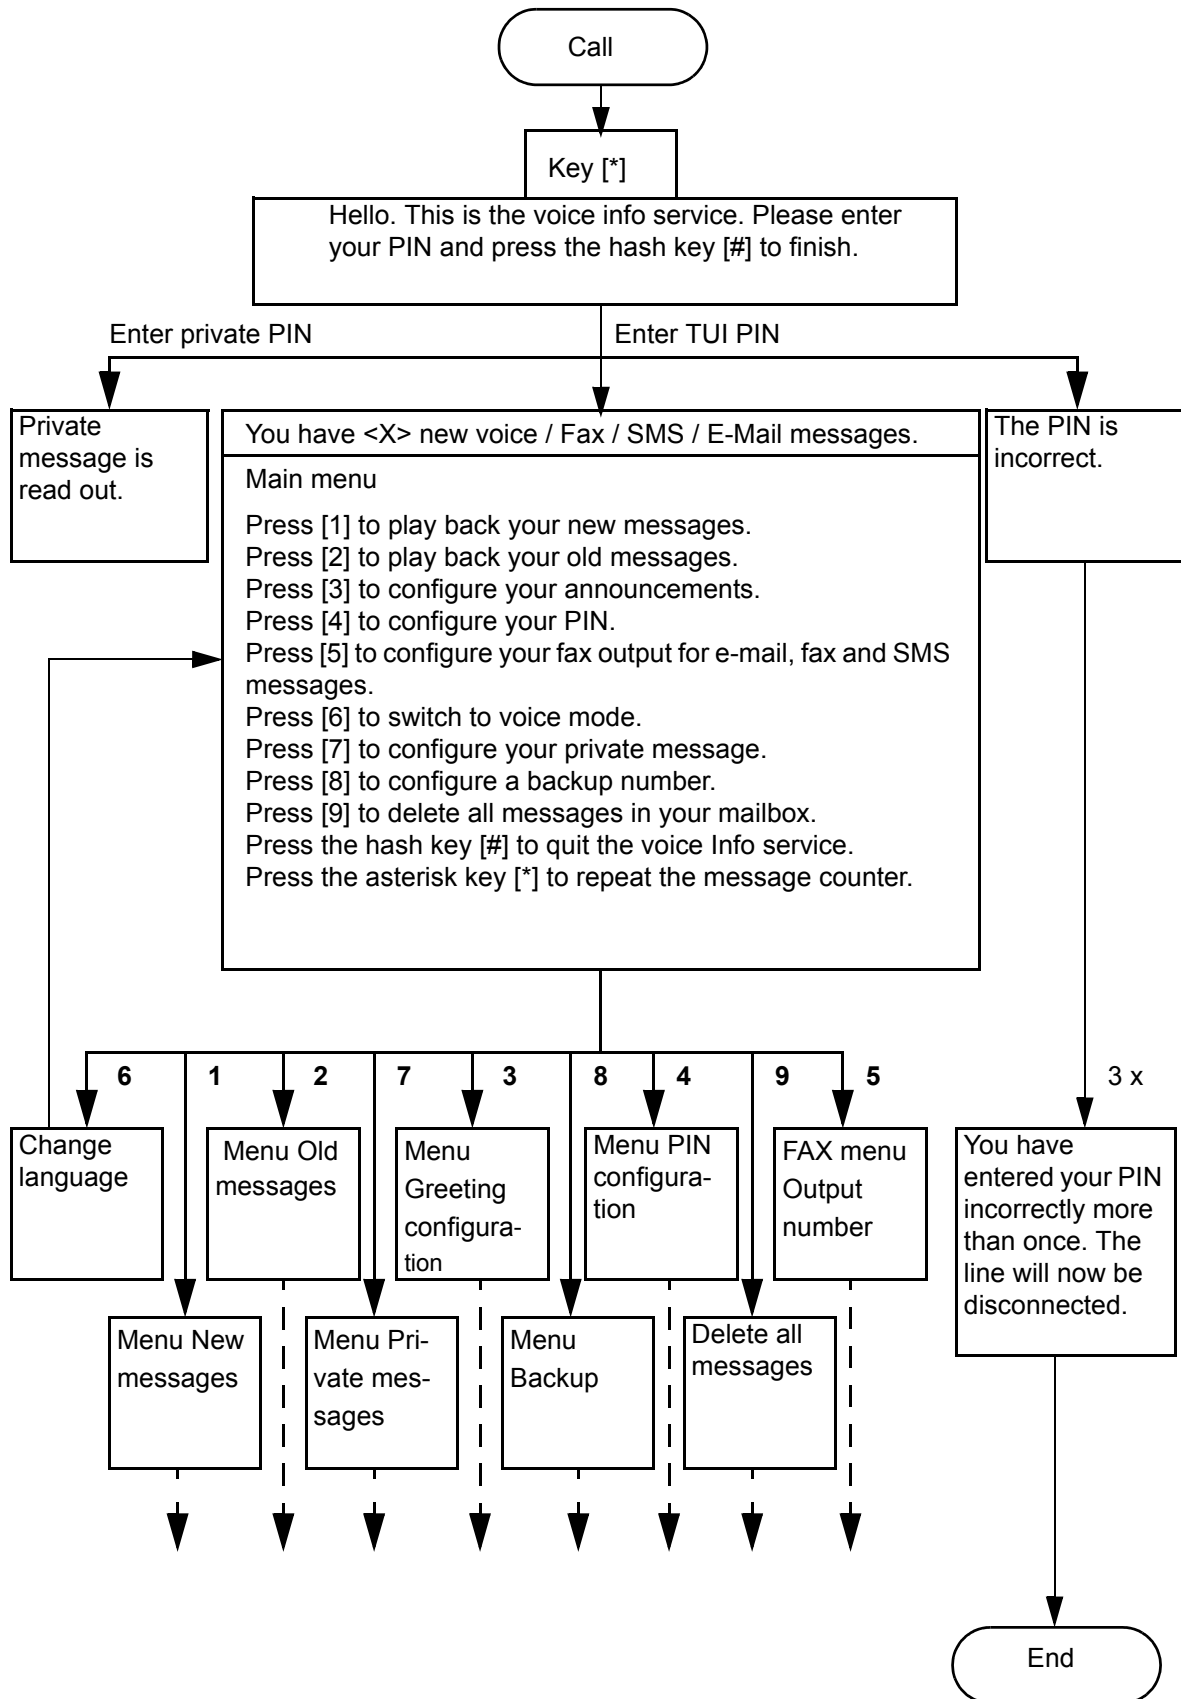 Call
Key [*]
Hello. This is the voice info service. Please enter
your PIN and press the hash key [#] to finish.
Enter private PIN
Enter TUI PIN
Private
message is
read out.
You have <X> new voice / Fax / SMS / E-Mail messages.
Main menu
Press [1] to play back your new messages.
Press [2] to play back your old messages.
Press [3] to configure your announcements.
Press [4] to configure your PIN.
Press [5] to configure your fax output for e-mail, fax and SMS
messages.
Press [6] to switch to voice mode.
Press [7] to configure your private message.
Press [8] to configure a backup number.
Press [9] to delete all messages in your mailbox.
Press the hash key [#] to quit the voice Info service.
Press the asterisk key [*] to repeat the message counter.
The PIN is
incorrect.
6 1 2 7 3 8 4 9 5
3 x
Change
language
Menu Old
messages
Menu
Greeting
configura-
tion
Menu PIN
configura-
tion
FAX menu
Output
number
You have
entered your PIN
incorrectly more
than once. The
line will now be
disconnected.
Menu New
messages
Menu Pri-
vate mes-
sages
Menu
Backup
Delete all
messages
End